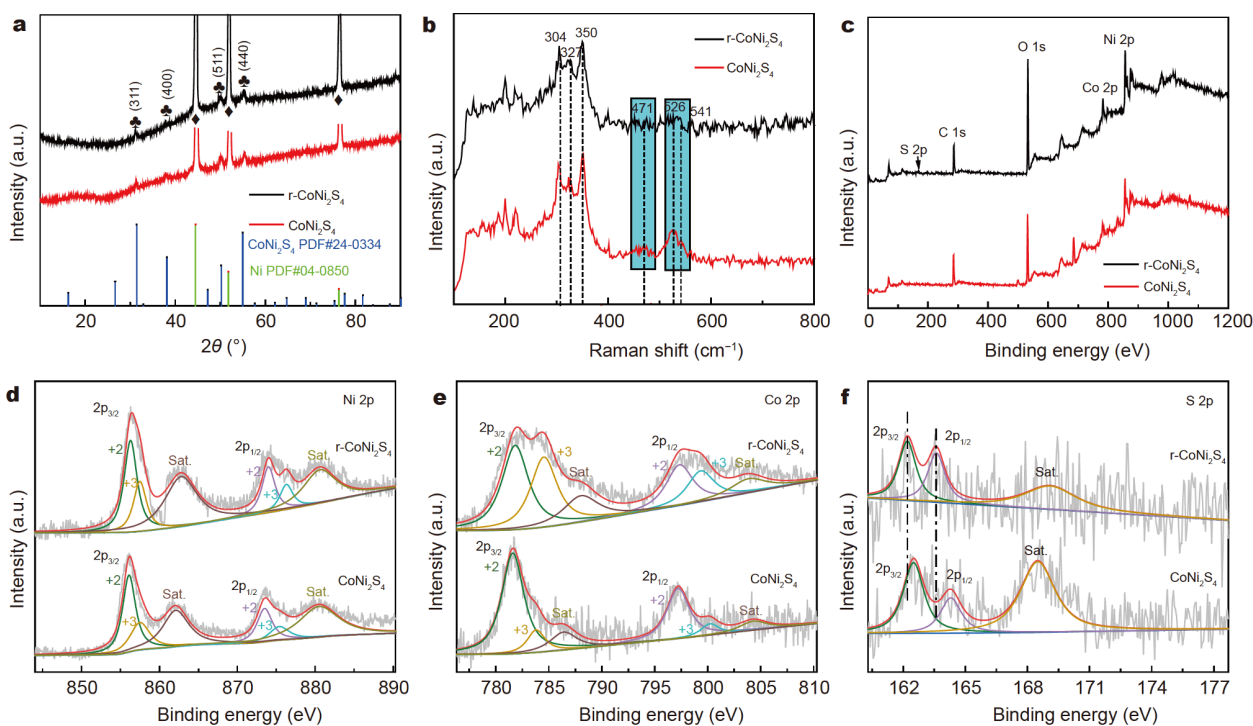 a
Intensity (a.u.)
♣ (311)
♣ (400)
♣ (511)
♣ (440)
♦
♦
♦
r-CoNi₂S₄
CoNi₂S₄
CoNi₂S₄ PDF#24-0334
Ni PDF#04-0850
20 40 60 80
2θ (°)
b
Intensity (a.u.)
304
327
350
471
526
541
r-CoNi₂S₄
CoNi₂S₄
200 400 600 800
Raman shift (cm⁻¹)
c
Intensity (a.u.)
S 2p
C 1s
O 1s
Co 2p
Ni 2p
r-CoNi₂S₄
CoNi₂S₄
0 200 400 600 800 1000 1200
Binding energy (eV)
d
Intensity (a.u.)
Ni 2p
2p₃/₂
+2
+3
Sat.
2p₁/₂
+2
+3
Sat.
r-CoNi₂S₄
2p₃/₂
+2
+3
Sat.
2p₁/₂
+2
+3
Sat.
CoNi₂S₄
850 860 870 880 890
Binding energy (eV)
e
Intensity (a.u.)
Co 2p
2p₃/₂
+2
+3
Sat.
2p₁/₂
+2
+3
Sat.
r-CoNi₂S₄
2p₃/₂
+2
+3
Sat.
2p₁/₂
+2
+3
Sat.
CoNi₂S₄
780 785 790 795 800 805 810
Binding energy (eV)
f
Intensity (a.u.)
S 2p
2p₃/₂
2p₁/₂
Sat.
r-CoNi₂S₄
2p₃/₂
2p₁/₂
Sat.
CoNi₂S₄
162 165 168 171 174 177
Binding energy (eV)